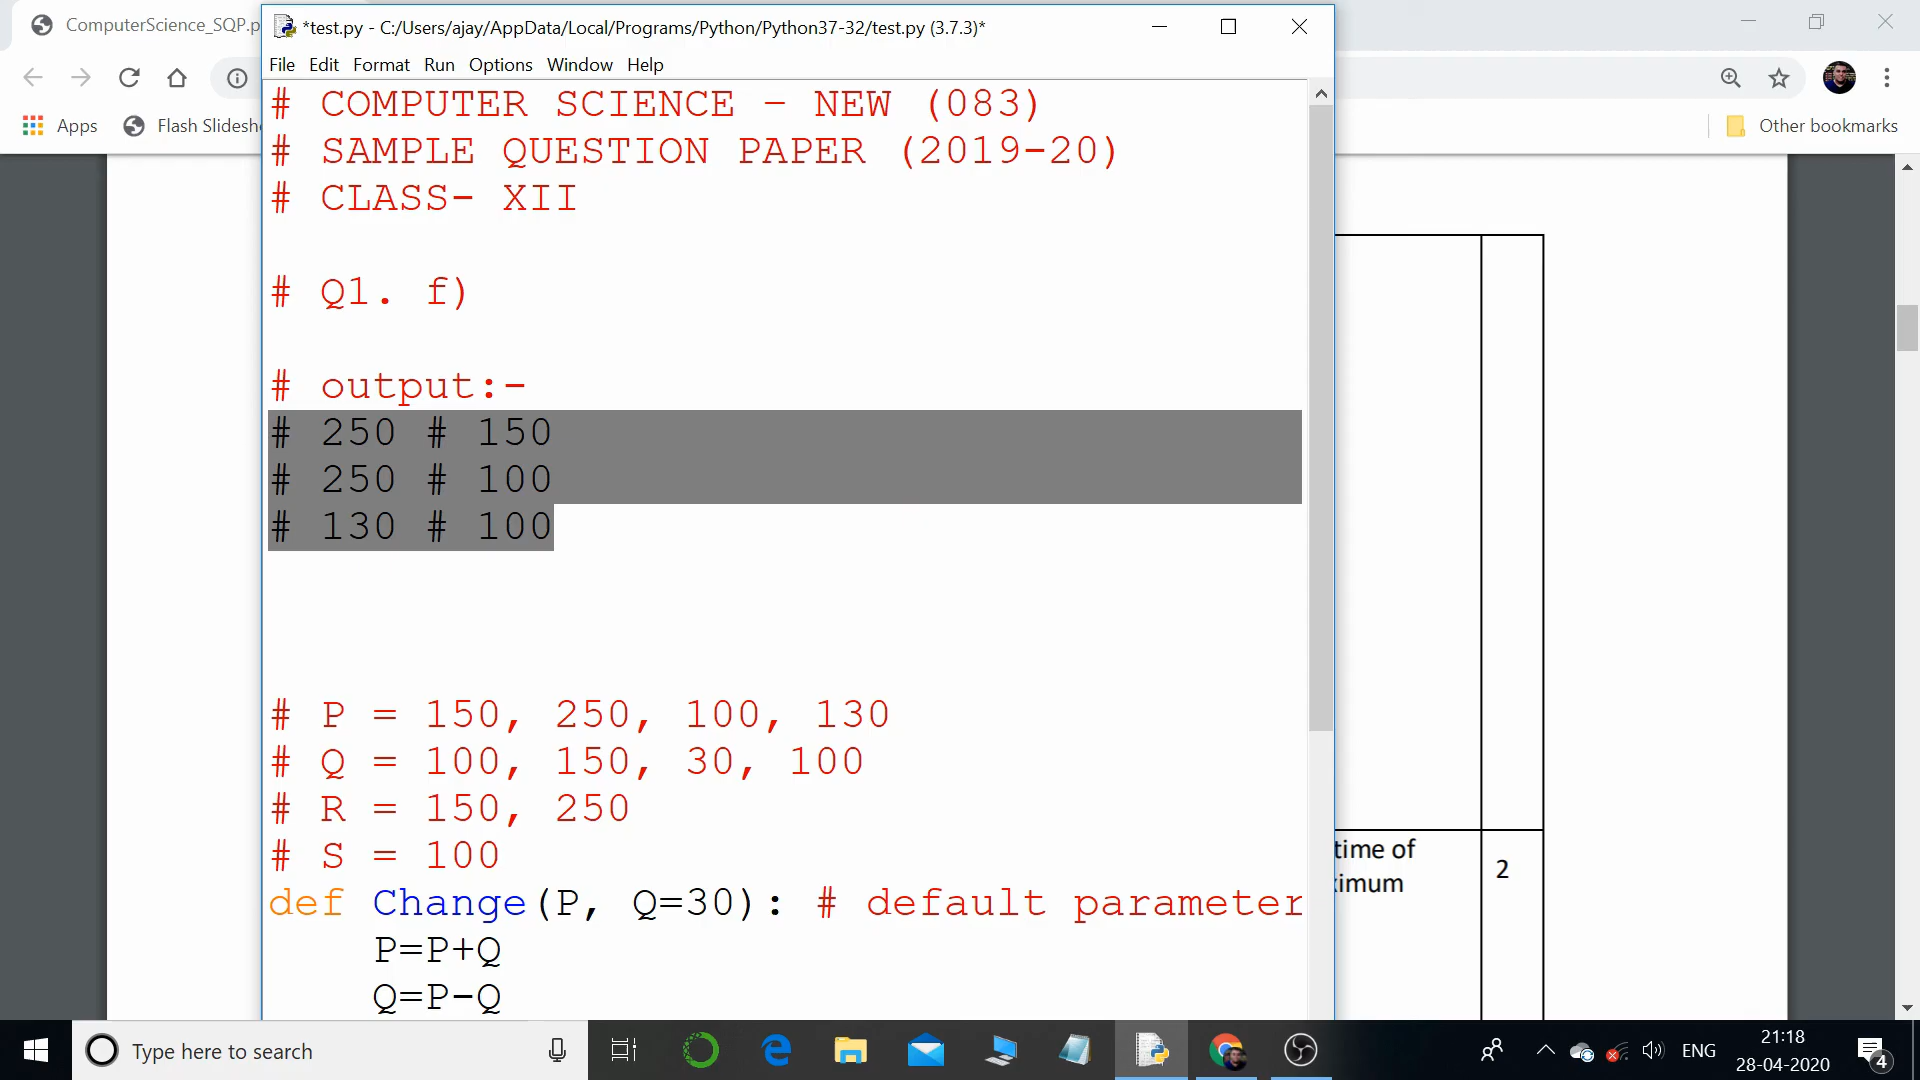 ComputerScience_SQP.p
*test.py - C:/Users/ajay/AppData/Local/Programs/Python/Python37-32/test.py (3.7.3)*
File Edit Format Run Options Window Help
Apps
Flash Slidesh
Other bookmarks
# COMPUTER SCIENCE – NEW (083)
# SAMPLE QUESTION PAPER (2019-20)
# CLASS- XII
# Q1. f)
# output:-
# 250 # 150
# 250 # 100
# 130 # 100
# P = 150, 250, 100, 130
# Q = 100, 150, 30, 100
# R = 150, 250
# S = 100
def Change(P, Q=30): # default parameter
P=P+Q
Q=P-Q
time of
ximum
2
Type here to search
ENG
21:18
28-04-2020
4